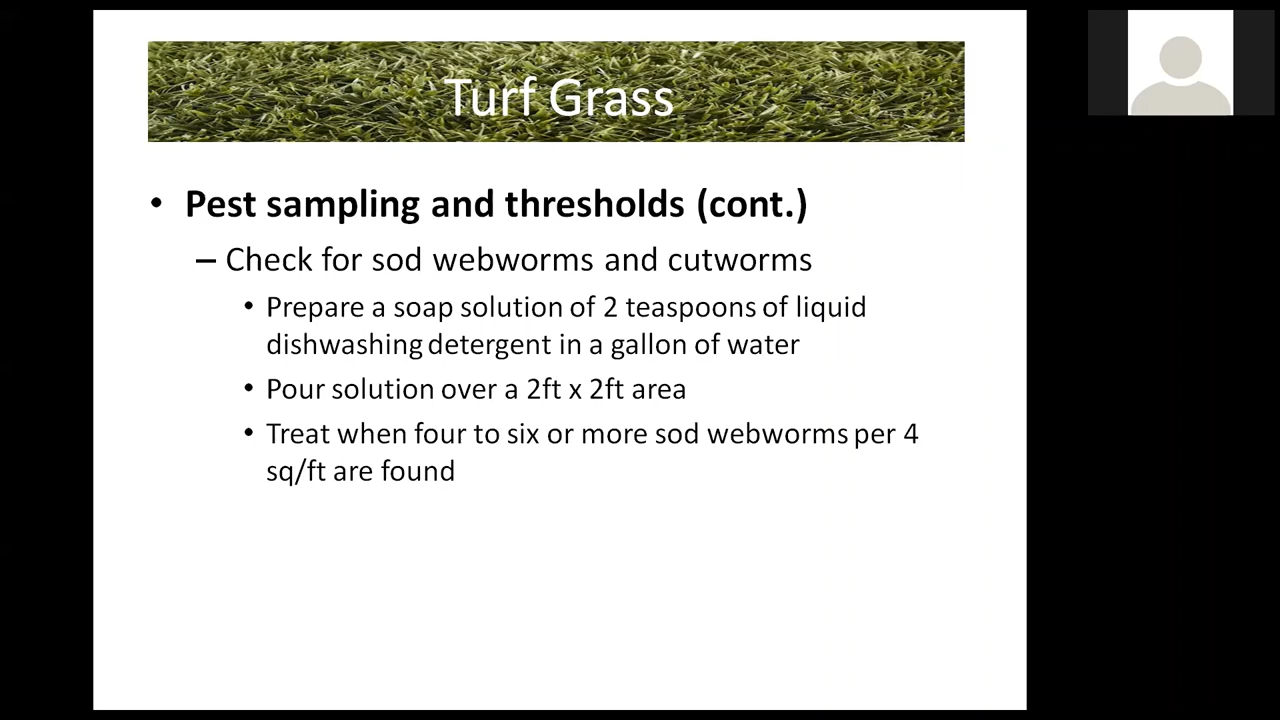 Turf Grass
• Pest sampling and thresholds (cont.)
– Check for sod webworms and cutworms
• Prepare a soap solution of 2 teaspoons of liquid
dishwashing detergent in a gallon of water
• Pour solution over a 2ft x 2ft area
• Treat when four to six or more sod webworms per 4
sq/ft are found